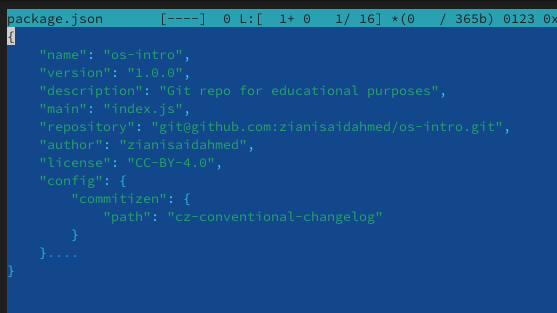 package.json       [----]  0 L:[  1+ 0   1/ 16] *(0   / 365b) 0123 0x
{
    "name": "os-intro",
    "version": "1.0.0",
    "description": "Git repo for educational purposes",
    "main": "index.js",
    "repository": "git@github.com:zianisaidahmed/os-intro.git",
    "author": "zianisaidahmed",
    "license": "CC-BY-4.0",
    "config": {
        "commitizen": {
            "path": "cz-conventional-changelog"
        }
    }....
}